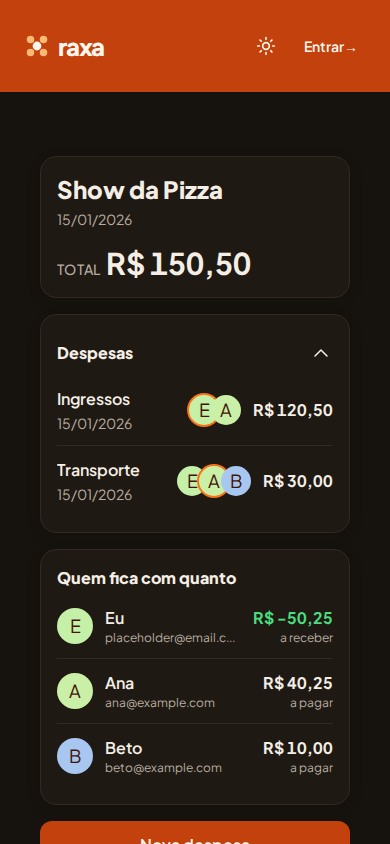 raxa
Entrar→
Show da Pizza
15/01/2026
TOTAL R$ 150,50
Despesas
Ingressos
15/01/2026
E A R$ 120,50
Transporte
15/01/2026
E A B R$ 30,00
Quem fica com quanto
E
Eu
placeholder@email.c...
R$ -50,25
a receber
A
Ana
ana@example.com
R$ 40,25
a pagar
B
Beto
beto@example.com
R$ 10,00
a pagar
Nova despesa